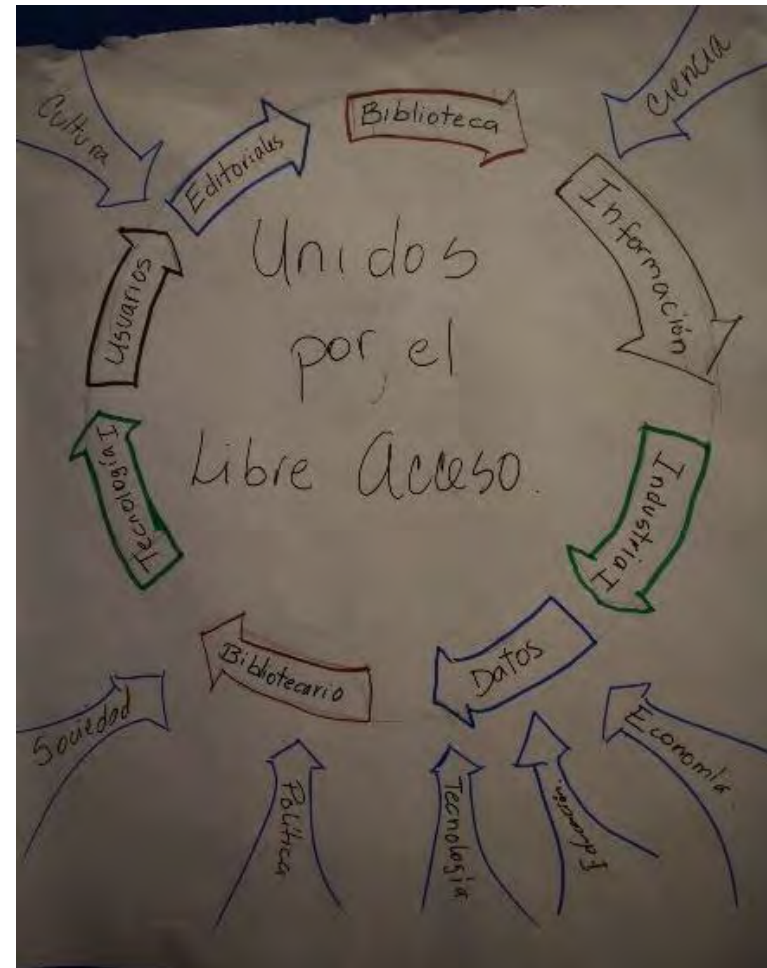 Cultura
Ciencia
Editoriales
Biblioteca
Información
Usuarios
Unidos
por el
Libre Acceso.
Tecnología I
Industria I
Bibliotecario
Datos
Sociedad
Política
Tecnología
Educación.
Economía.